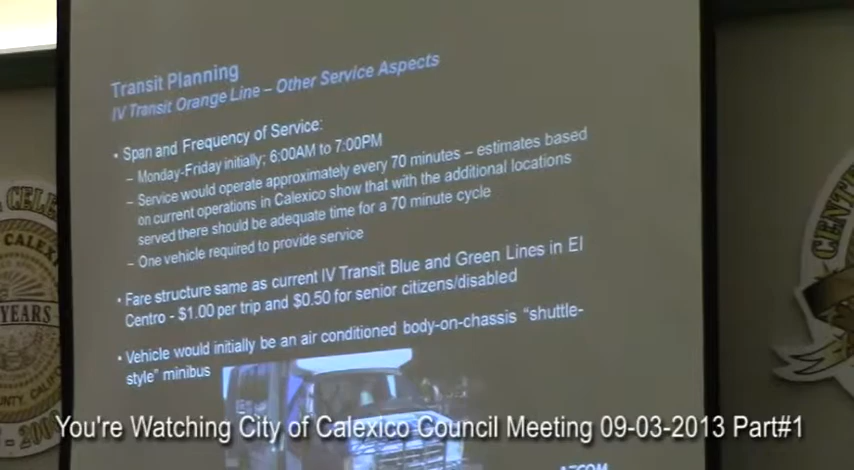 Transit Planning
IV Transit Orange Line – Other Service Aspects
• Span and Frequency of Service:
– Monday-Friday initially; 6:00AM to 7:00PM
– Service would operate approximately every 70 minutes – estimates based
on current operations in Calexico show that with the additional locations
served there should be adequate time for a 70 minute cycle
– One vehicle required to provide service
• Fare structure same as current IV Transit Blue and Green Lines in El
Centro - $1.00 per trip and $0.50 for senior citizens/disabled
• Vehicle would initially be an air conditioned body-on-chassis “shuttle-
style” minibus
You're Watching City of Calexico Council Meeting 09-03-2013 Part#1